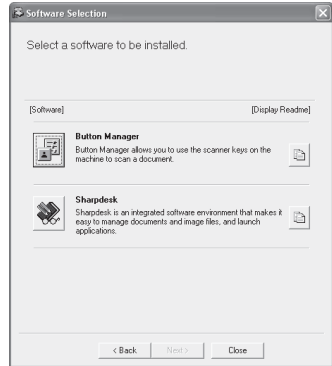 Software Selection
Select a software to be installed.
[Software] [Display Readme]
Button Manager
Button Manager allows you to use the scanner keys on the
machine to scan a document.
Sharpdesk
Sharpdesk is an integrated software environment that makes it
easy to manage documents and image files, and launch
applications.
< Back Next > Close